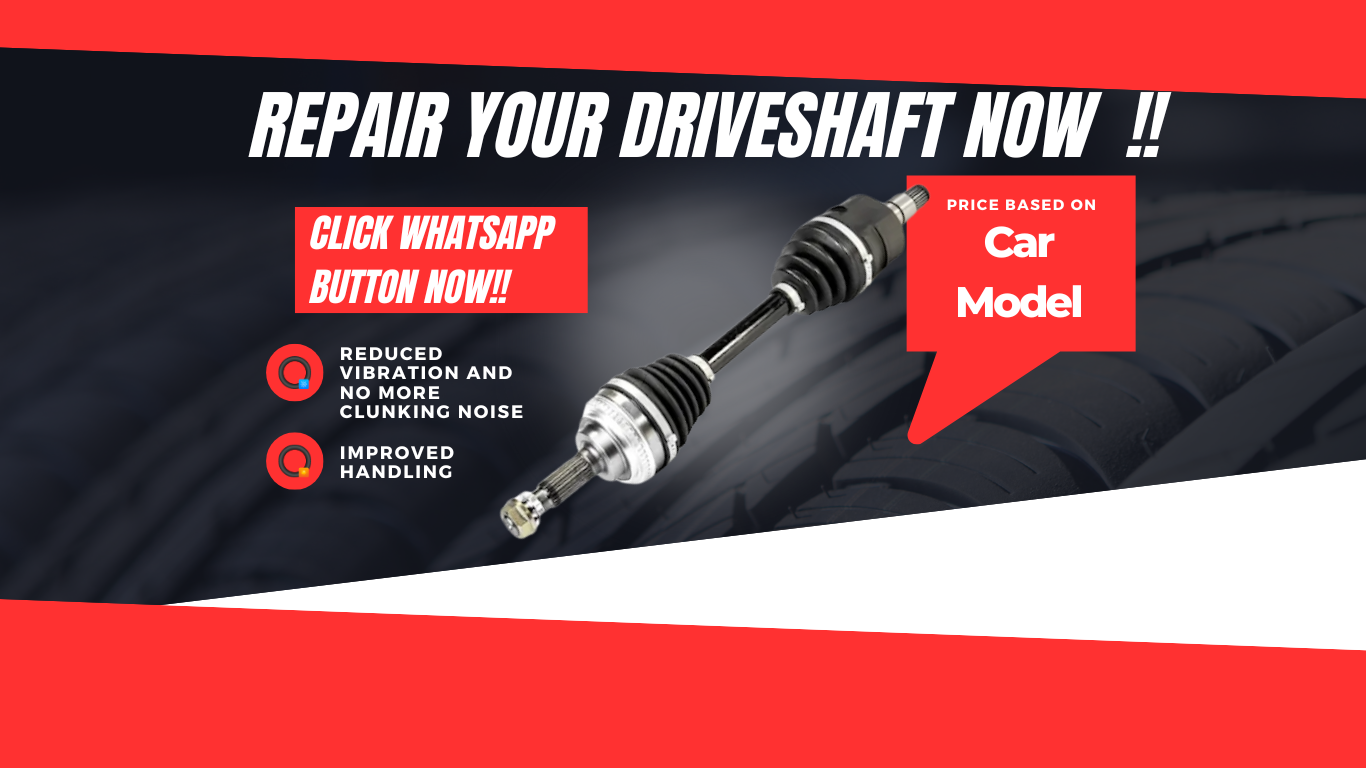 REPAIR YOUR DRIVESHAFT NOW !!
CLICK WHATSAPP
BUTTON NOW!!
PRICE BASED ON
Car
Model
REDUCED
VIBRATION AND
NO MORE
CLUNKING NOISE
IMPROVED
HANDLING